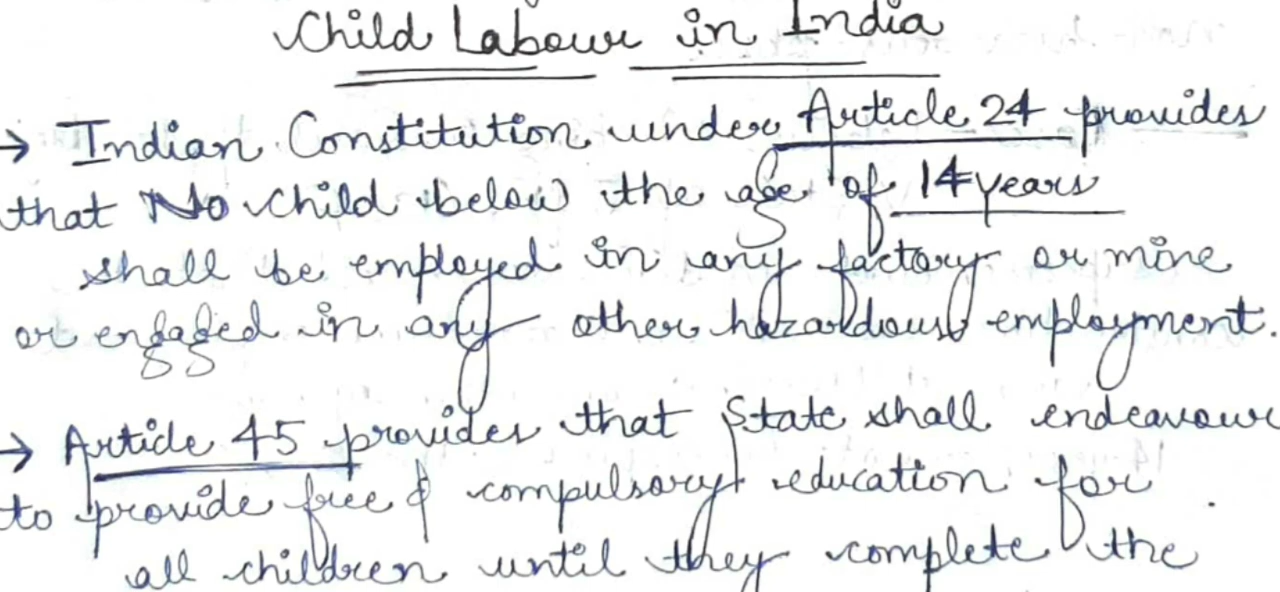 Child Labour in India
→ Indian Constitution under Article 24 provides
that No child below the age of 14 years
shall be employed in any factory or mine
or engaged in any other hazardous employment.
→ Article 45 provides that State shall endeavour
to provide free & compulsory education for
all children until they complete the